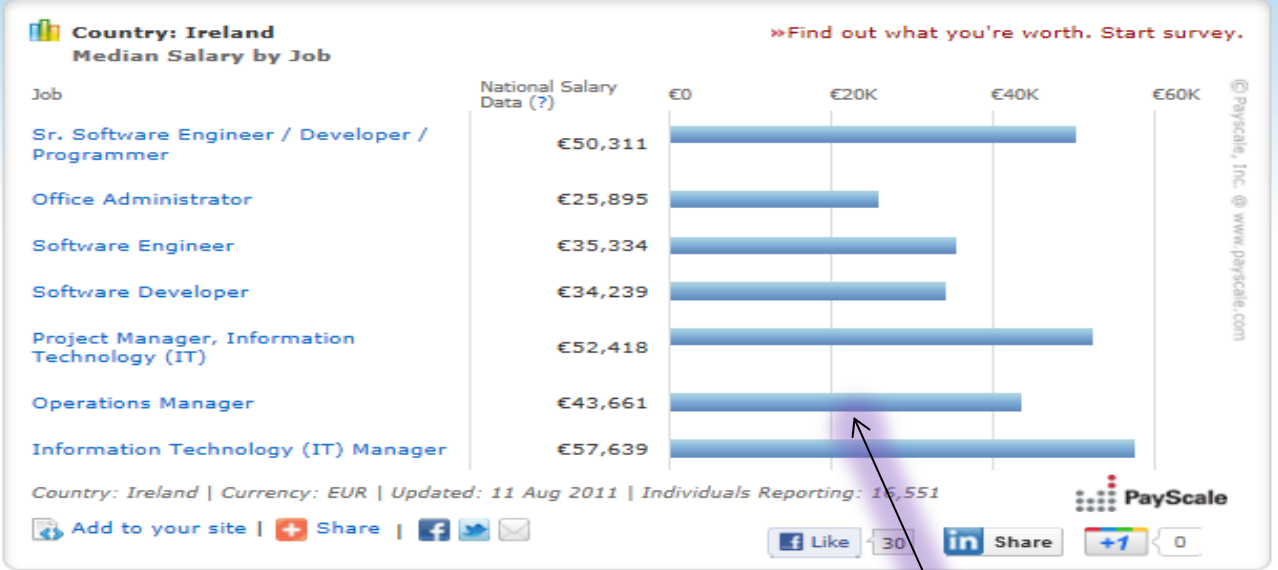 Country: Ireland
»Find out what you're worth. Start survey.
Median Salary by Job
Job
National Salary
Data (?)
€0
€20K
€40K
€60K
Sr. Software Engineer / Developer /
Programmer
€50,311
Office Administrator
€25,895
Software Engineer
€35,334
Software Developer
€34,239
Project Manager, Information
Technology (IT)
€52,418
Operations Manager
€43,661
Information Technology (IT) Manager
€57,639
© Payscale, Inc. @ www.payscale.com
Country: Ireland | Currency: EUR | Updated: 11 Aug 2011 | Individuals Reporting: 16,551
PayScale
Add to your site | Share |
Like
30
in Share
+1
0